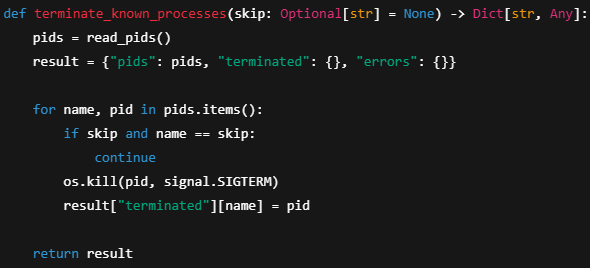 def terminate_known_processes(skip: Optional[str] = None) -> Dict[str, Any]:
    pids = read_pids()
    result = {"pids": pids, "terminated": {}, "errors": {}}

    for name, pid in pids.items():
        if skip and name == skip:
            continue
        os.kill(pid, signal.SIGTERM)
        result["terminated"][name] = pid

    return result